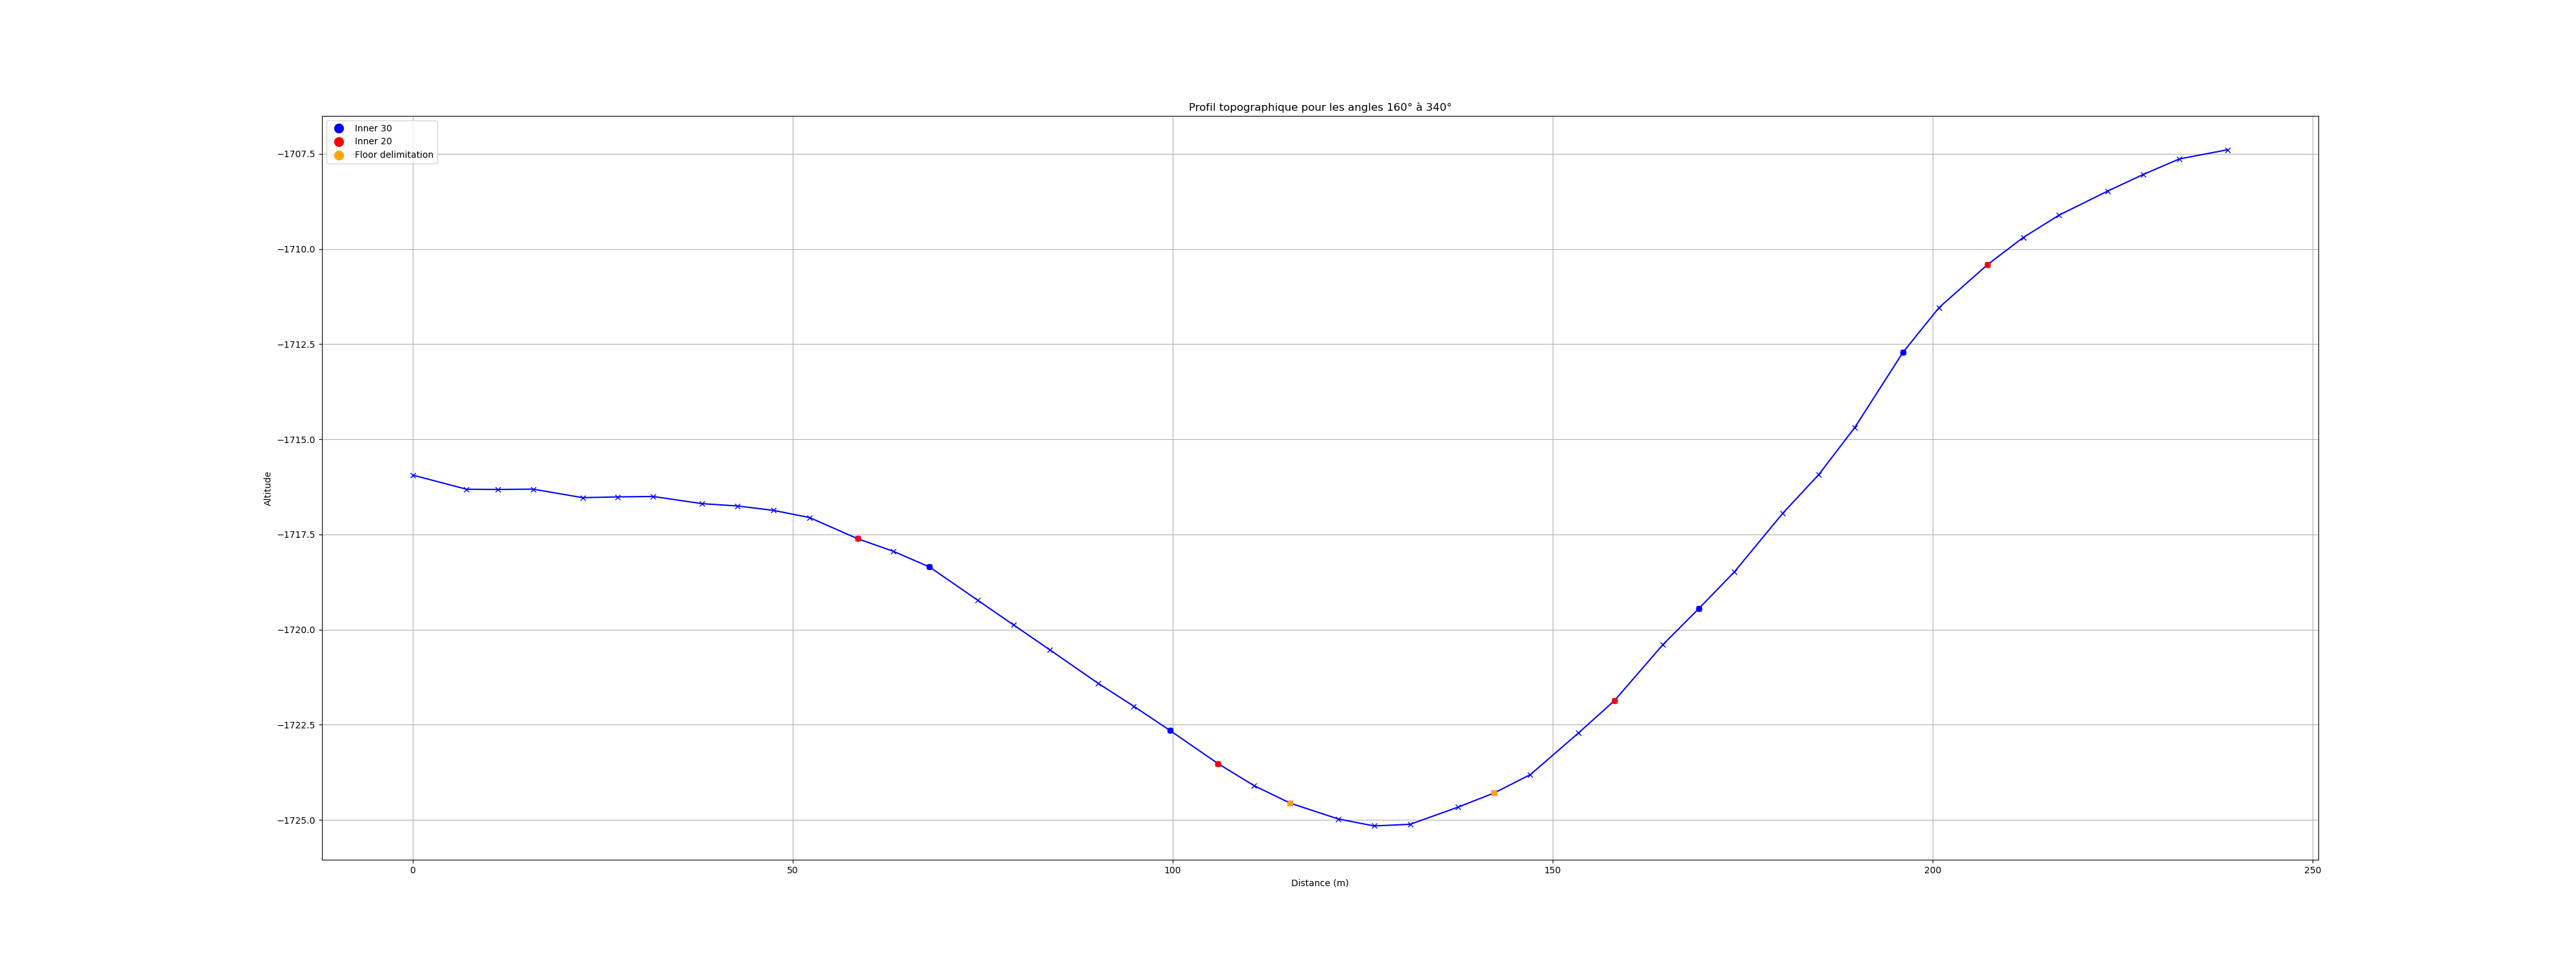 Profil topographique pour les angles 160° à 340°
Inner 30
Inner 20
Floor delimitation
−1707.5
−1710.0
−1712.5
−1715.0
−1717.5
−1720.0
−1722.5
−1725.0
Altitude
0 50 100 150 200 250
Distance (m)